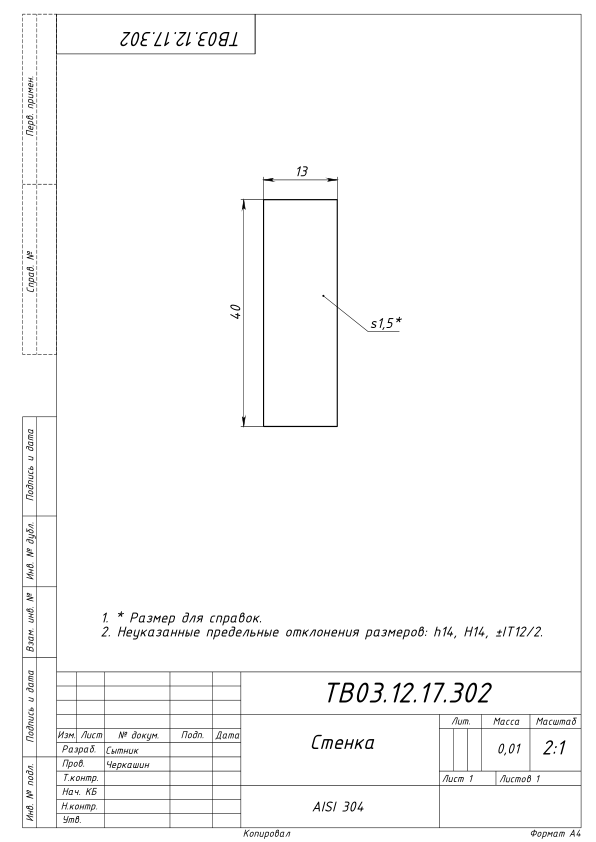 ТВ03.12.17.302
Перв. примен.
Справ. №
Подпись и дата
Инв. № дубл.
Взам. инв. №
Подпись и дата
Инв. № подл.
13
40
s1,5*
1. * Размер для справок.
2. Неуказанные предельные отклонения размеров: h14, H14, ±IT12/2.
ТВ03.12.17.302
Изм. Лист № докум. Подп. Дата
Разраб. Сытник
Пров. Черкашин
Т.контр.
Нач. КБ
Н.контр.
Утв.
Стенка
Лит. Масса Масштаб
0,01 2:1
Лист 1 Листов 1
AISI 304
Копировал Формат А4